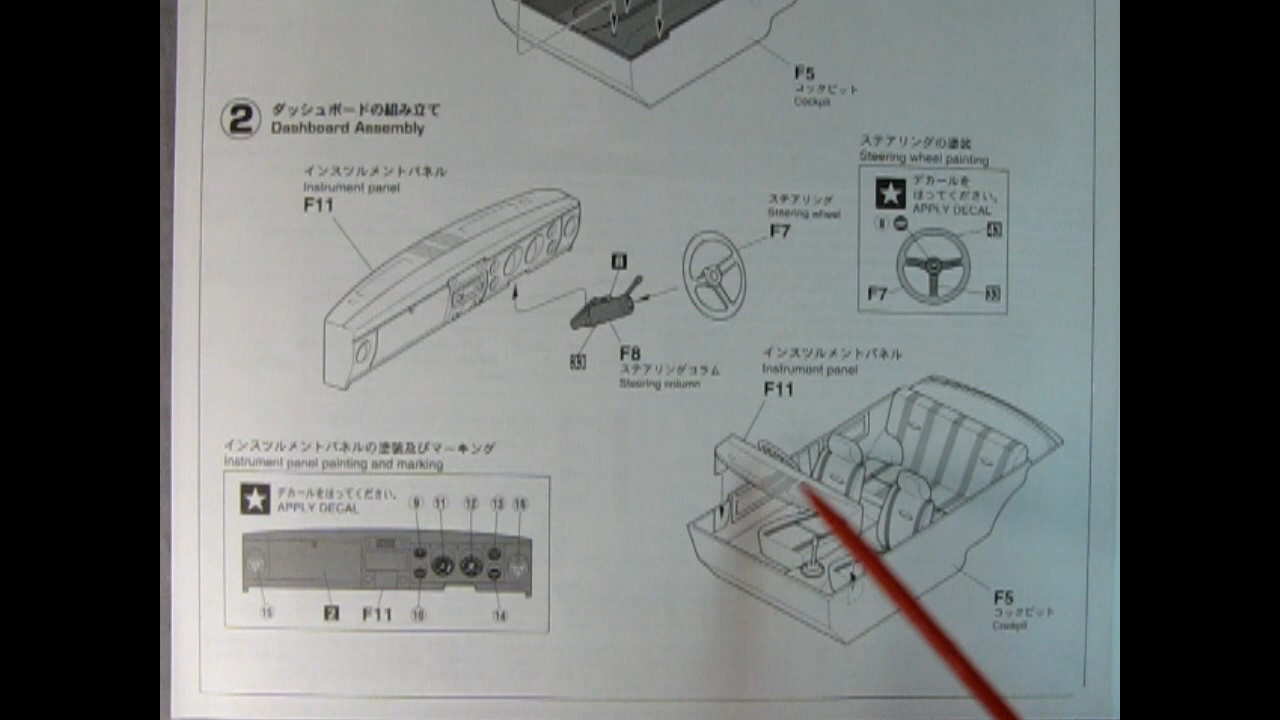 F5
コックピット
Cockpit
2 ダッシュボードの組み立て
Dashboard Assembly
インスツルメントパネル
Instrument panel
F11
ステアリング
Steering wheel
F7
8
F8
ステアリングコラム
Steering column
ステアリングの塗装
Steering wheel painting
デカールを
はってください。
APPLY DECAL
8
43
F7
33
インスツルメントパネル
Instrument panel
F11
F5
コックピット
Cockpit
インスツルメントパネルの塗装及びマーキング
Instrument panel painting and marking
デカールをはってください。
APPLY DECAL
9 11 12 13 16
15 2 F11 10 14